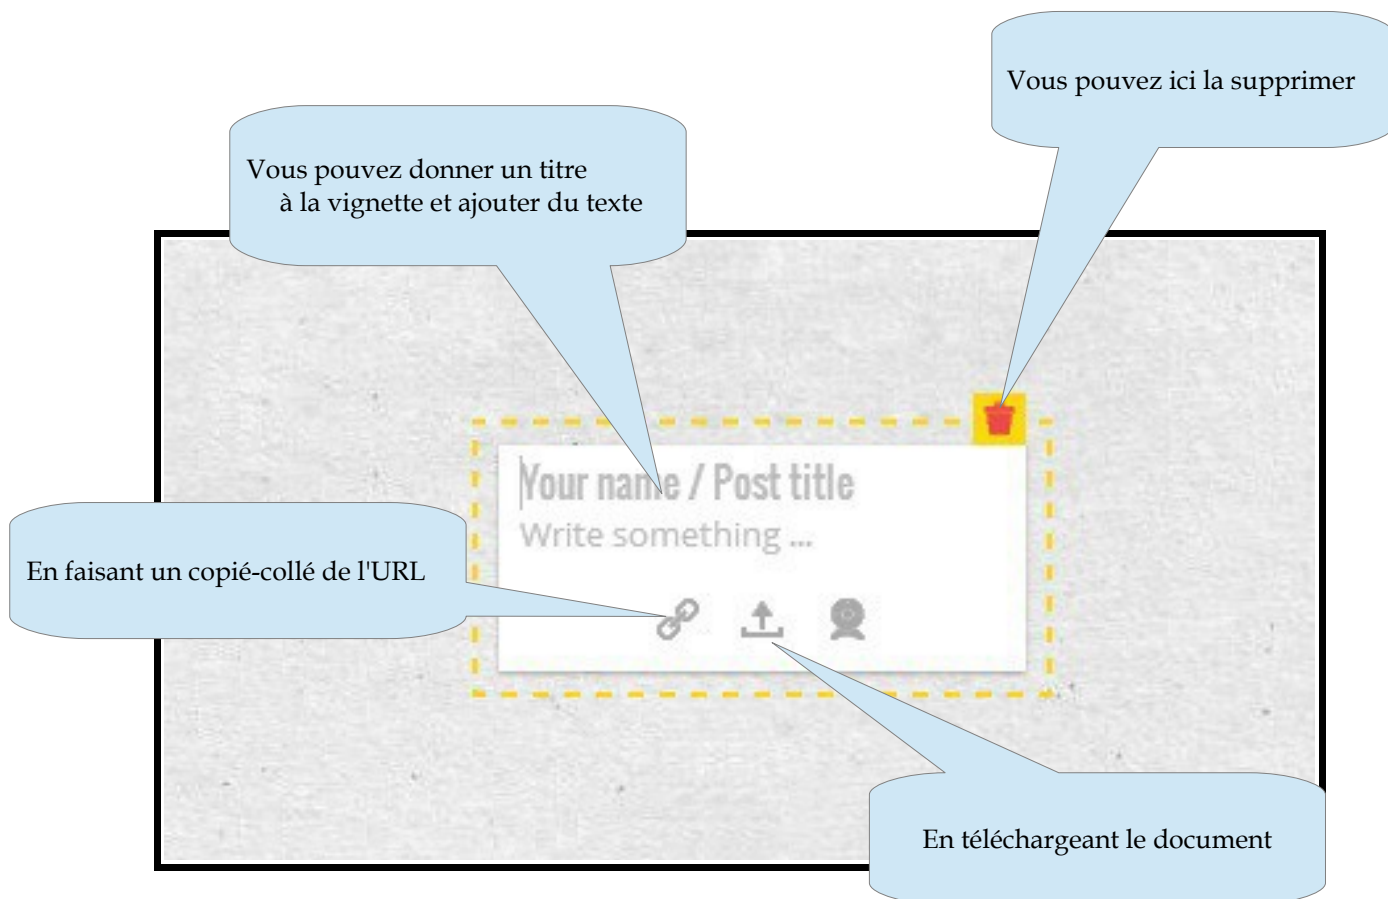 Vous pouvez ici la supprimer
Vous pouvez donner un titre
à la vignette et ajouter du texte
Your name / Post title
Write something ...
En faisant un copié-collé de l'URL
En téléchargeant le document